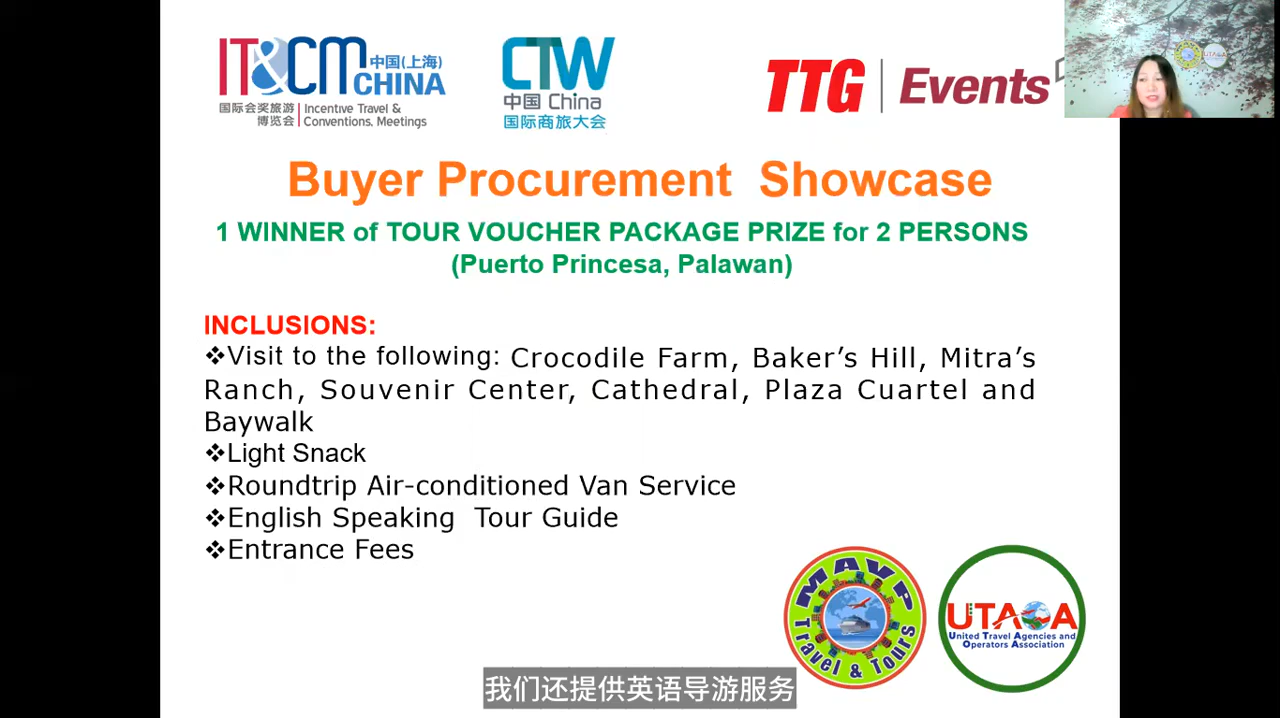 IT&CM 中国(上海)
CHINA
国际会奖旅游
博览会
Incentive Travel &
Conventions, Meetings
CTW
中国 China
国际商旅大会
TTG
Events
UTAOA
Buyer Procurement Showcase
1 WINNER of TOUR VOUCHER PACKAGE PRIZE for 2 PERSONS
(Puerto Princesa, Palawan)
INCLUSIONS:
❖Visit to the following: Crocodile Farm, Baker’s Hill, Mitra’s
Ranch, Souvenir Center, Cathedral, Plaza Cuartel and
Baywalk
❖Light Snack
❖Roundtrip Air-conditioned Van Service
❖English Speaking Tour Guide
❖Entrance Fees
MAVP
Travel & Tours
UTAOA
United Travel Agencies and
Operators Association
我们还提供英语导游服务